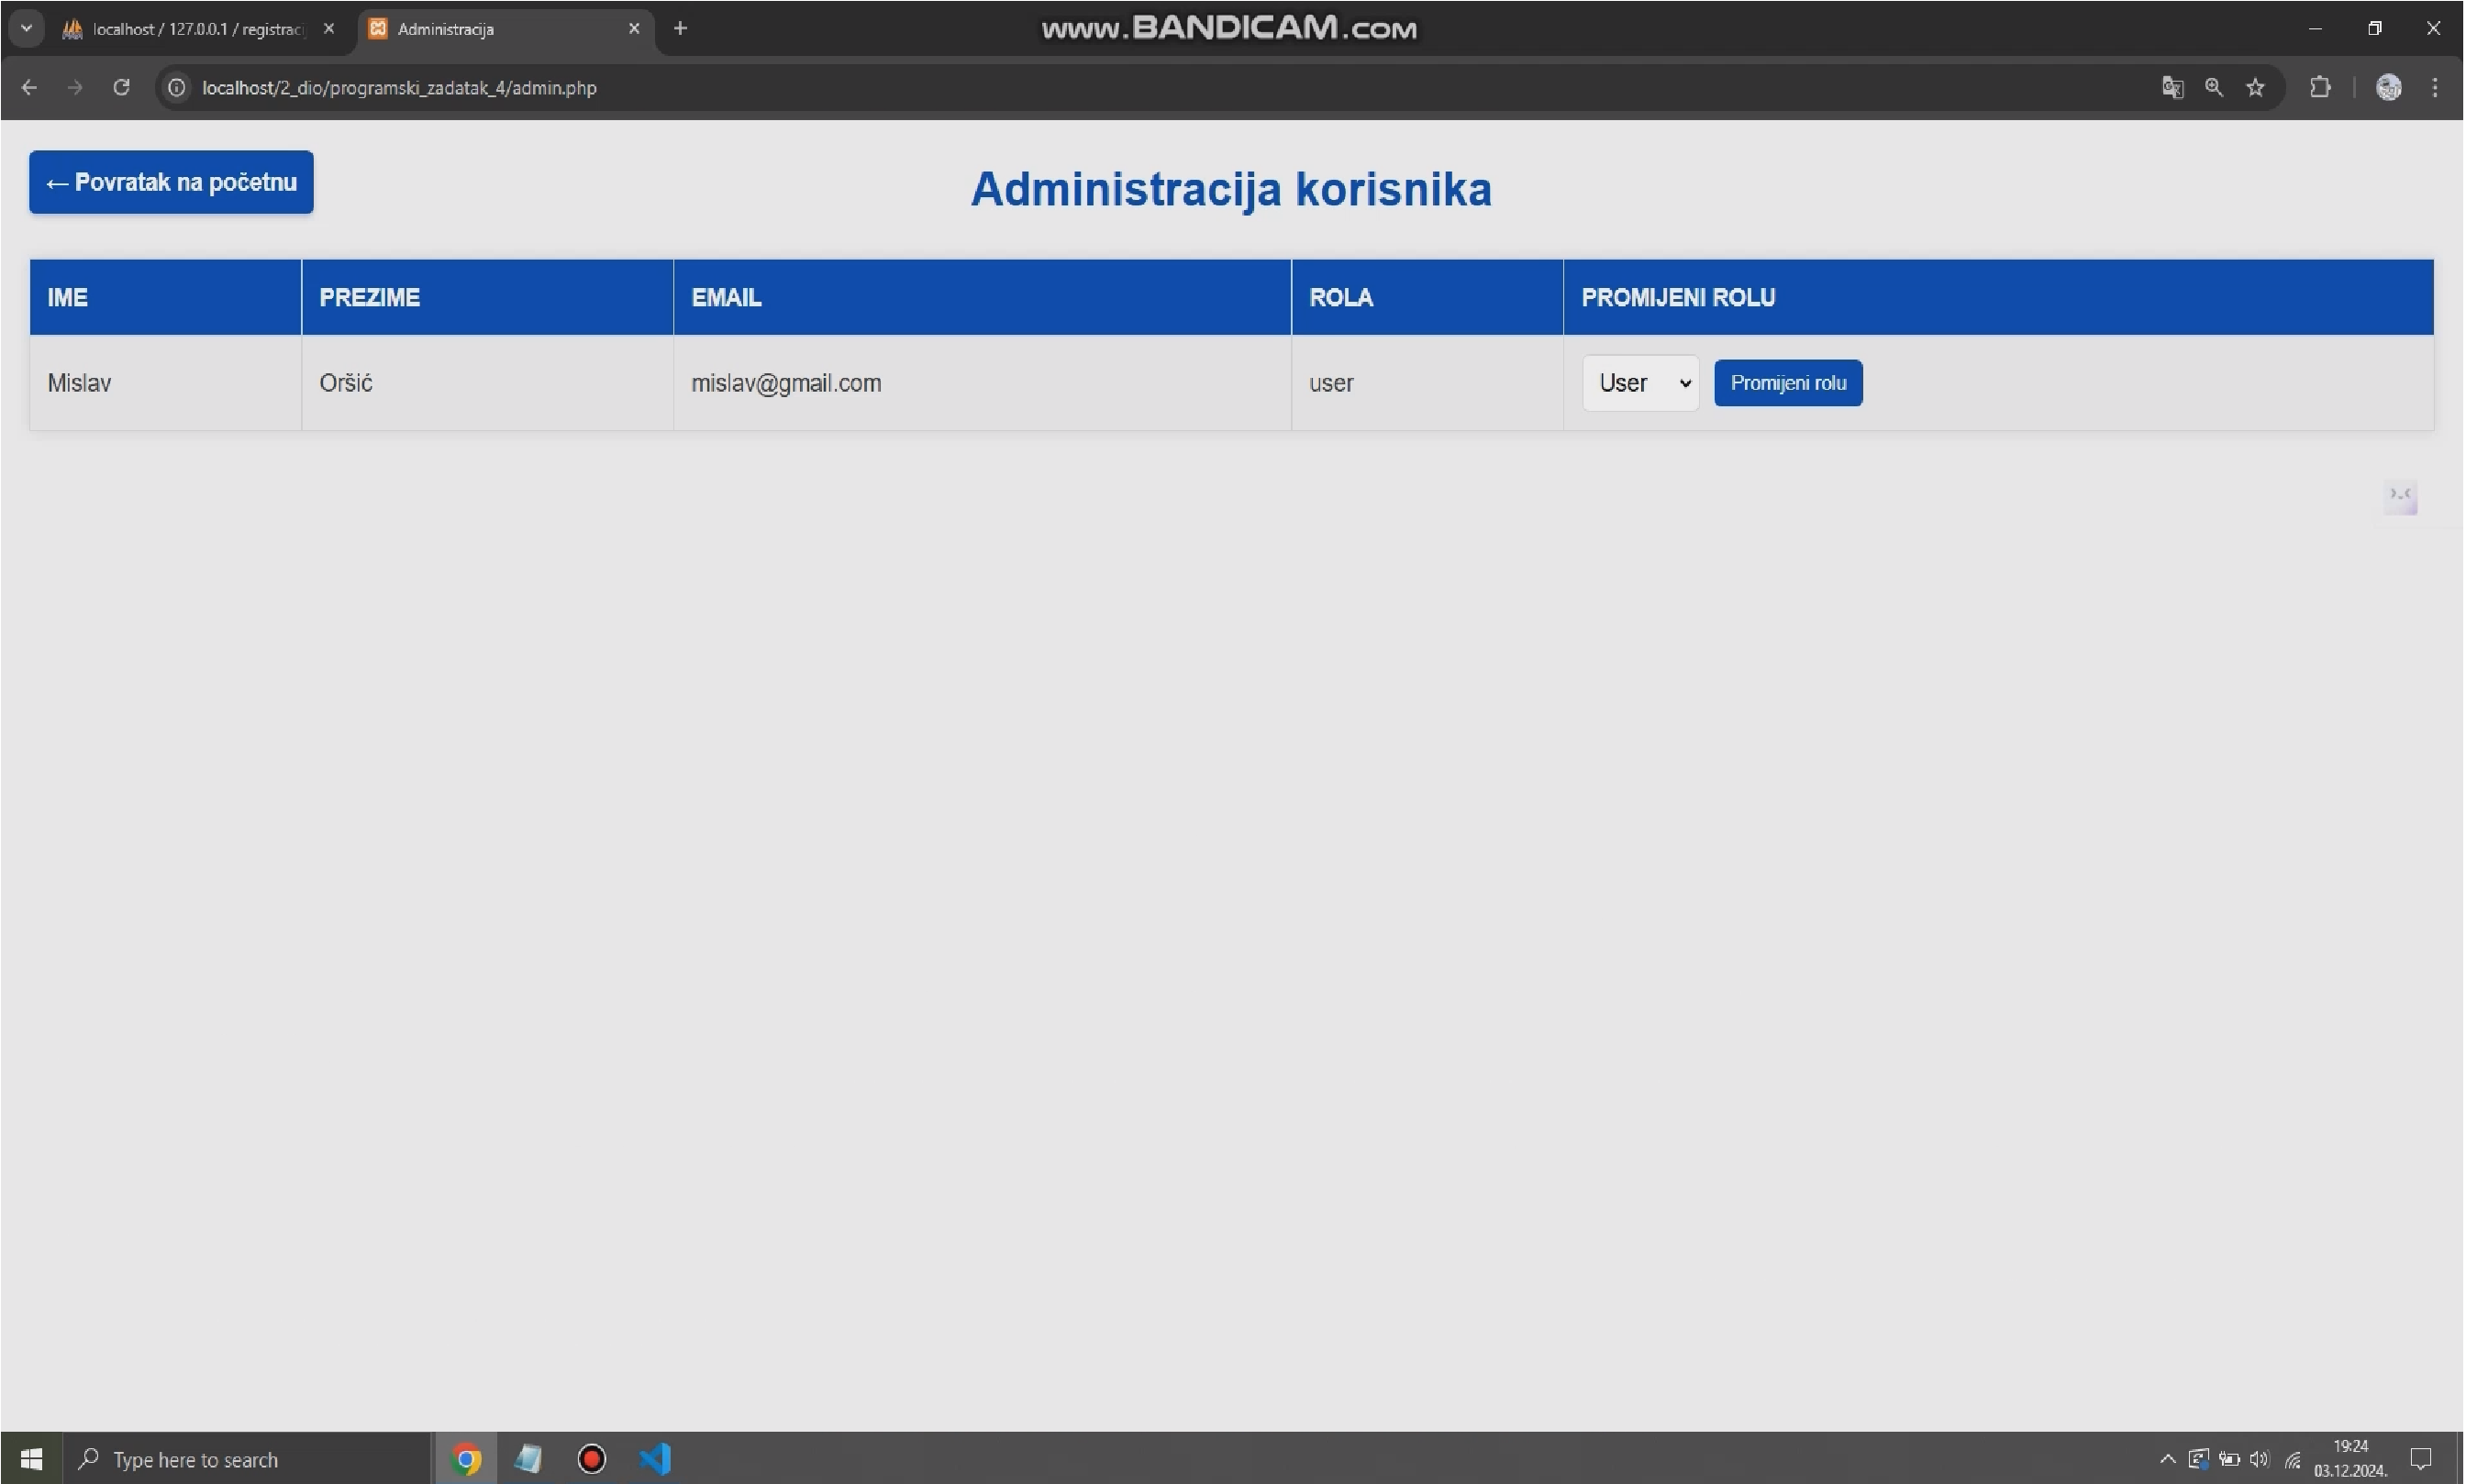 localhost / 127.0.0.1 / registracij
Administracija
www.BANDICAM.com
localhost/2_dio/programski_zadatak_4/admin.php
← Povratak na početnu
Administracija korisnika
IME PREZIME EMAIL ROLA PROMIJENI ROLU
Mislav Oršić mislav@gmail.com user User Promijeni rolu
Type here to search
19:24
03.12.2024.